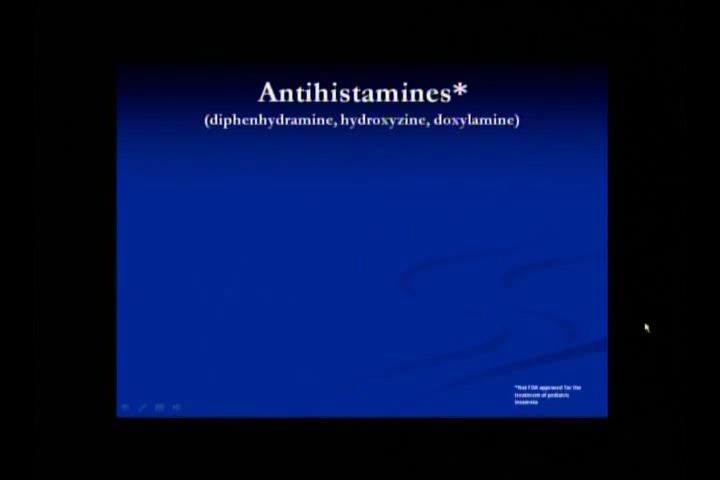 Antihistamines*
(diphenhydramine, hydroxyzine, doxylamine)
*Not FDA approved for the
treatment of pediatric
insomnia